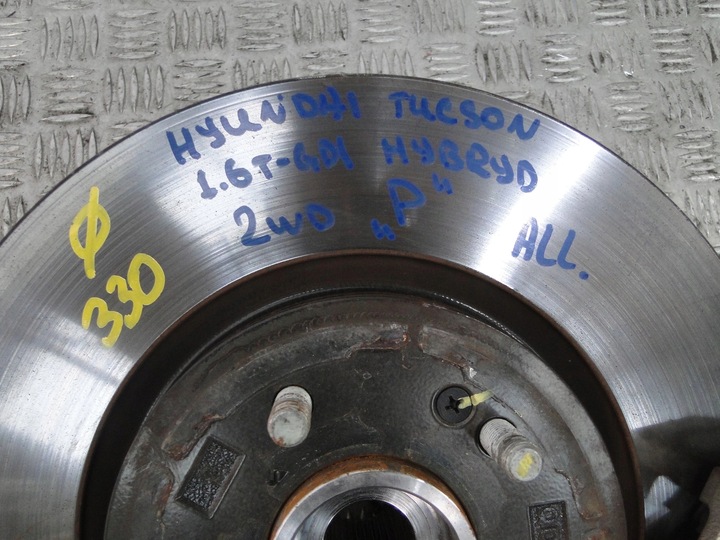 HYUNDAI TUCSON
1.6T-GDI HYBRYD
2WD „P" ALL.
Ø
330